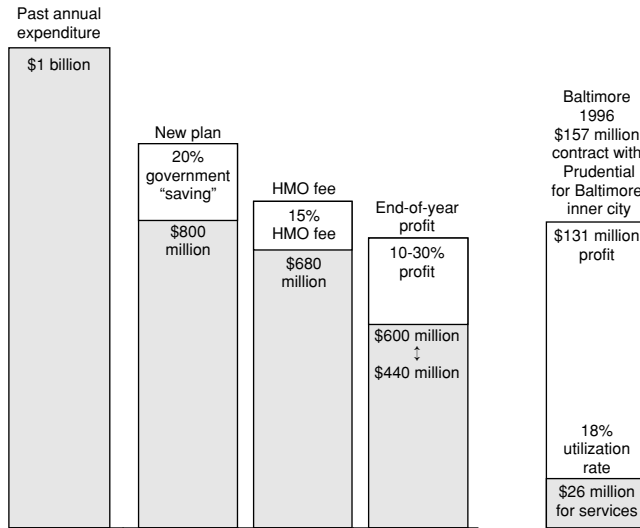 Past annual
expenditure
$1 billion
New plan
20%
government
“saving”
$800
million
HMO fee
15%
HMO fee
$680
million
End-of-year
profit
10-30%
profit
$600 million
↕
$440 million
Baltimore
1996
$157 million
contract with
Prudential
for Baltimore
inner city
$131 million
profit
18%
utilization
rate
$26 million
for services